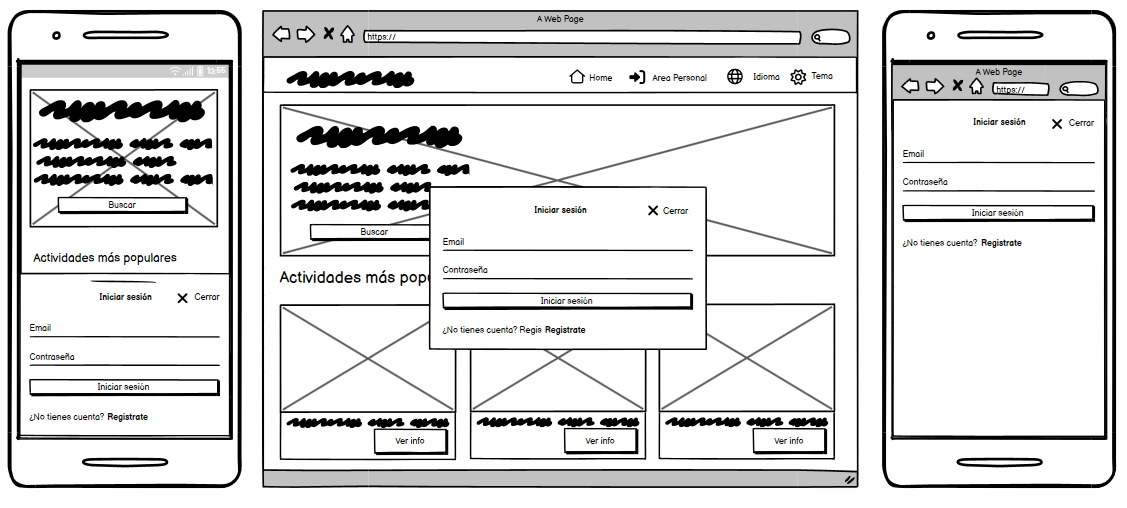 13:56
Buscar
Actividades más populares
Iniciar sesión
Cerrar
Email
Contraseña
Iniciar sesión
¿No tienes cuenta? Registrate
A Web Page
https://
Home
Area Personal
Idioma
Tema
Buscar
Actividades más popu
Iniciar sesión
Cerrar
Email
Contraseña
Iniciar sesión
¿No tienes cuenta? Regis Registrate
Ver info
Ver info
Ver info
A Web Page
https://
Iniciar sesión
Cerrar
Email
Contraseña
Iniciar sesión
¿No tienes cuenta? Registrate